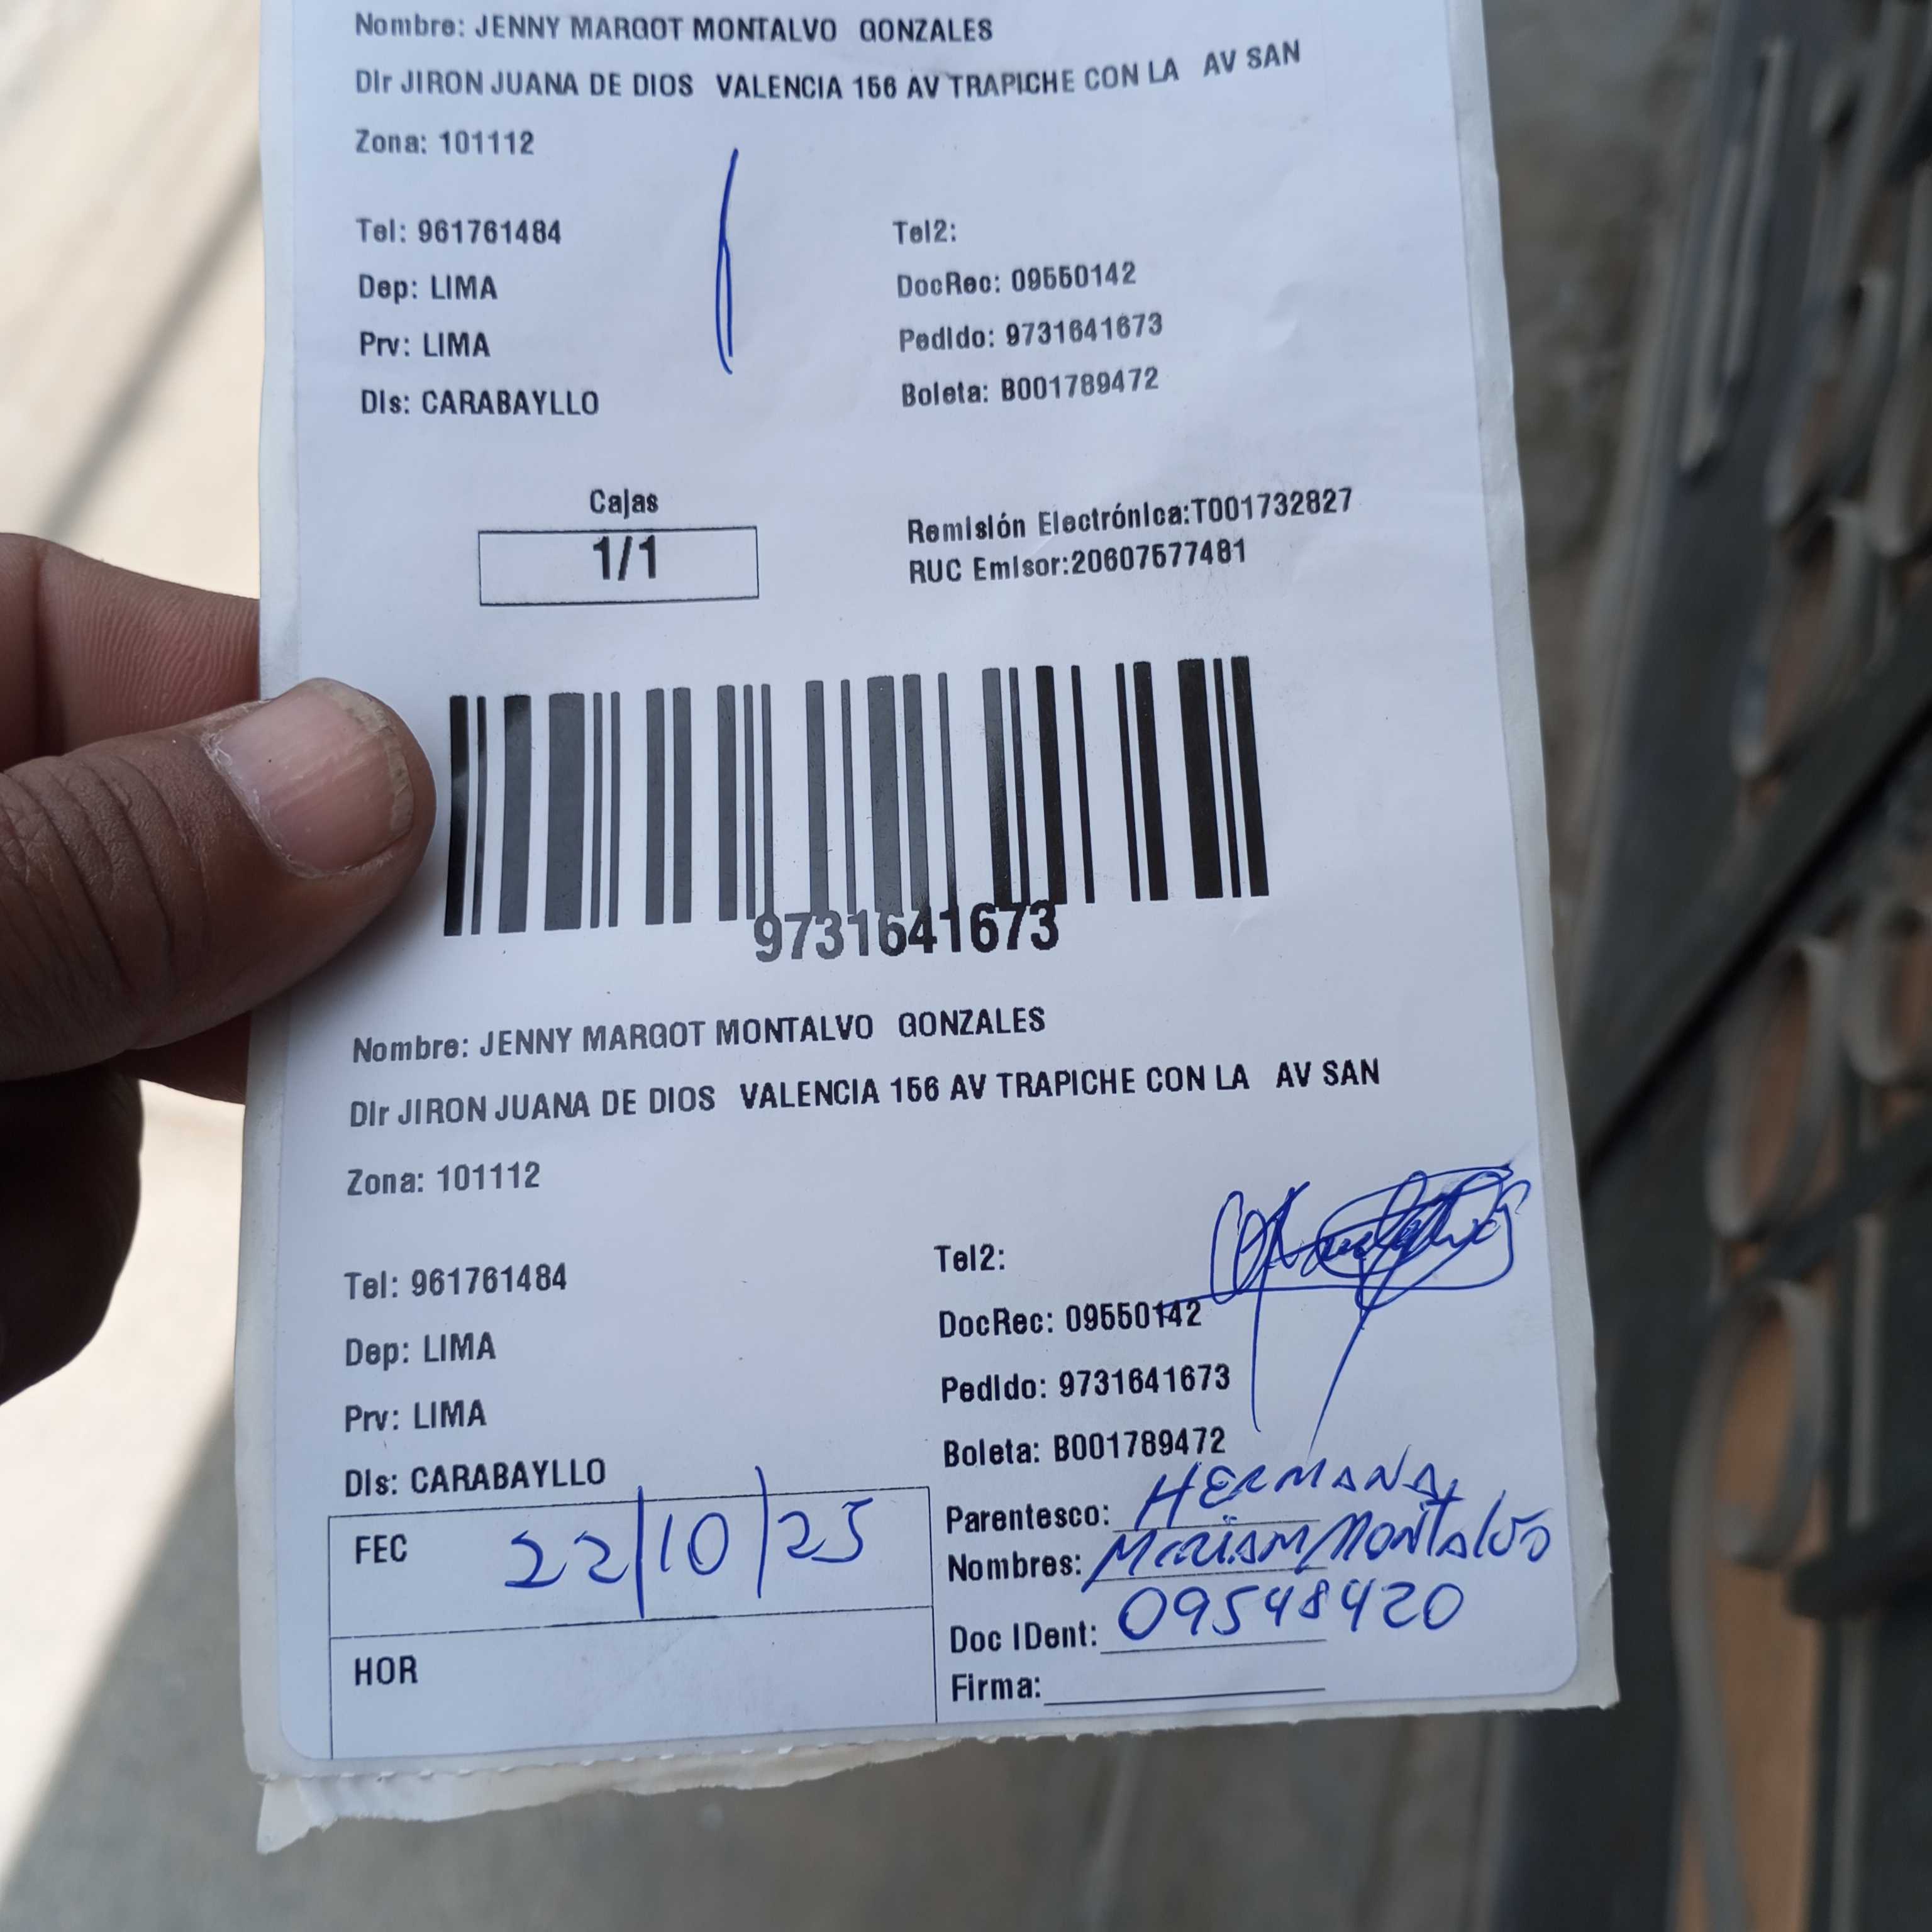 Nombre: JENNY MARGOT MONTALVO GONZALES
Dir JIRON JUANA DE DIOS VALENCIA 156 AV TRAPICHE CON LA AV SAN
Zona: 101112
Tel: 961761484
Tel2:
Dep: LIMA
DocRec: 09550142
Prv: LIMA
Pedido: 9731641673
Dis: CARABAYLLO
Boleta: B001789472
Cajas
1/1
Remisión Electrónica:T001732827
RUC Emisor:20607577481
9731641673
Nombre: JENNY MARGOT MONTALVO GONZALES
Dir JIRON JUANA DE DIOS VALENCIA 156 AV TRAPICHE CON LA AV SAN
Zona: 101112
Tel: 961761484
Tel2:
Dep: LIMA
DocRec: 09550142
Prv: LIMA
Pedido: 9731641673
Dis: CARABAYLLO
Boleta: B001789472
FEC 22/10/25
HOR
Parentesco: HERMANA
Nombres: Miriam Montalvo
Doc IDent: 09548420
Firma: